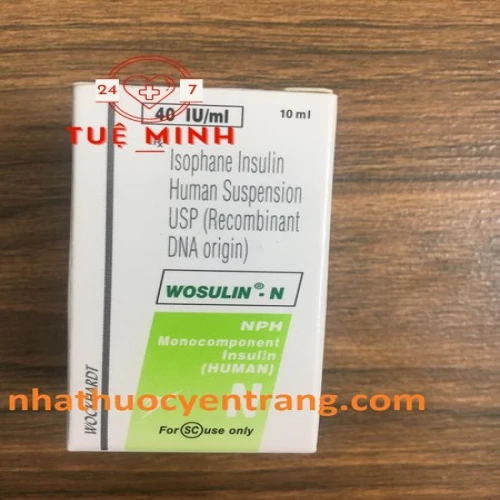 24 7
TUỆ MINH
40 IU/ml 10 ml
Rx
Isophane Insulin
Human Suspension
USP (Recombinant
DNA origin)
WOSULIN®-N
NPH
Monocomponent
Insulin
(HUMAN)
N
For SC use only
WOCKHARDT
nhathuocyentrang.com